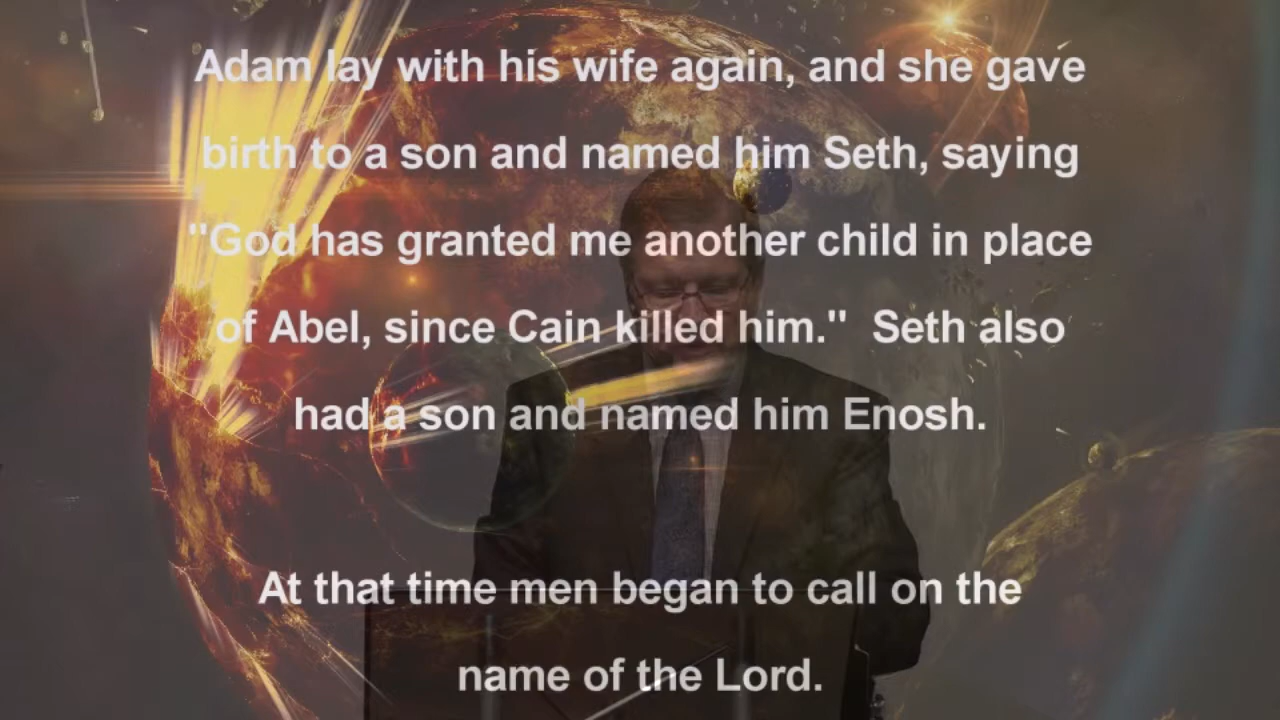 Adam lay with his wife again, and she gave
birth to a son and named him Seth, saying
"God has granted me another child in place
of Abel, since Cain killed him."  Seth also
had a son and named him Enosh.
At that time men began to call on the
name of the Lord.